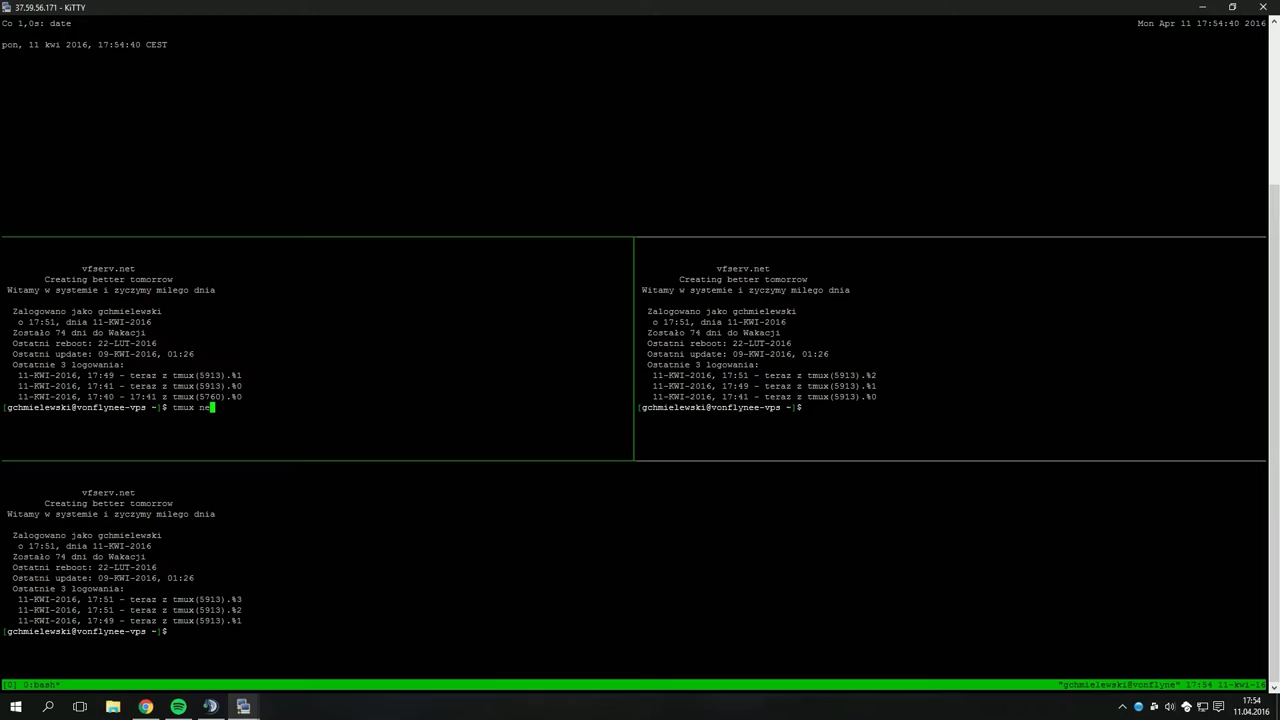 37.59.56.171 - KiTTY
Co 1,0s: date
Mon Apr 11 17:54:40 2016
pon, 11 kwi 2016, 17:54:40 CEST
vfserv.net
Creating better tomorrow
Witamy w systemie i zyczymy milego dnia
Zalogowano jako gchmielewski
o 17:51, dnia 11-KWI-2016
Zostało 74 dni do Wakacji
Ostatni reboot: 22-LUT-2016
Ostatni update: 09-KWI-2016, 01:26
Ostatnie 3 logowania:
11-KWI-2016, 17:49 - teraz z tmux(5913).%1
11-KWI-2016, 17:41 - teraz z tmux(5913).%0
11-KWI-2016, 17:40 - 17:41 z tmux(5760).%0
[gchmielewski@vonflynee-vps ~]$ tmux ne
vfserv.net
Creating better tomorrow
Witamy w systemie i zyczymy milego dnia
Zalogowano jako gchmielewski
o 17:51, dnia 11-KWI-2016
Zostało 74 dni do Wakacji
Ostatni reboot: 22-LUT-2016
Ostatni update: 09-KWI-2016, 01:26
Ostatnie 3 logowania:
11-KWI-2016, 17:51 - teraz z tmux(5913).%2
11-KWI-2016, 17:49 - teraz z tmux(5913).%1
11-KWI-2016, 17:41 - teraz z tmux(5913).%0
[gchmielewski@vonflynee-vps ~]$
vfserv.net
Creating better tomorrow
Witamy w systemie i zyczymy milego dnia
Zalogowano jako gchmielewski
o 17:51, dnia 11-KWI-2016
Zostało 74 dni do Wakacji
Ostatni reboot: 22-LUT-2016
Ostatni update: 09-KWI-2016, 01:26
Ostatnie 3 logowania:
11-KWI-2016, 17:51 - teraz z tmux(5913).%3
11-KWI-2016, 17:51 - teraz z tmux(5913).%2
11-KWI-2016, 17:49 - teraz z tmux(5913).%1
[gchmielewski@vonflynee-vps ~]$
[0] 0:bash*
"gchmielewski@vonflyne" 17:54 11-kwi-16
17:54
11.04.2016